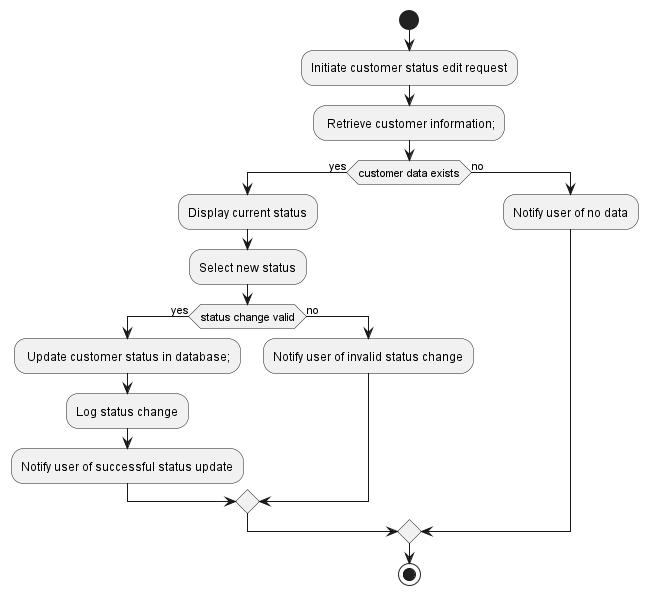 Initiate customer status edit request
Retrieve customer information;
yes
customer data exists
no
Display current status
Notify user of no data
Select new status
yes
status change valid
no
Update customer status in database;
Notify user of invalid status change
Log status change
Notify user of successful status update